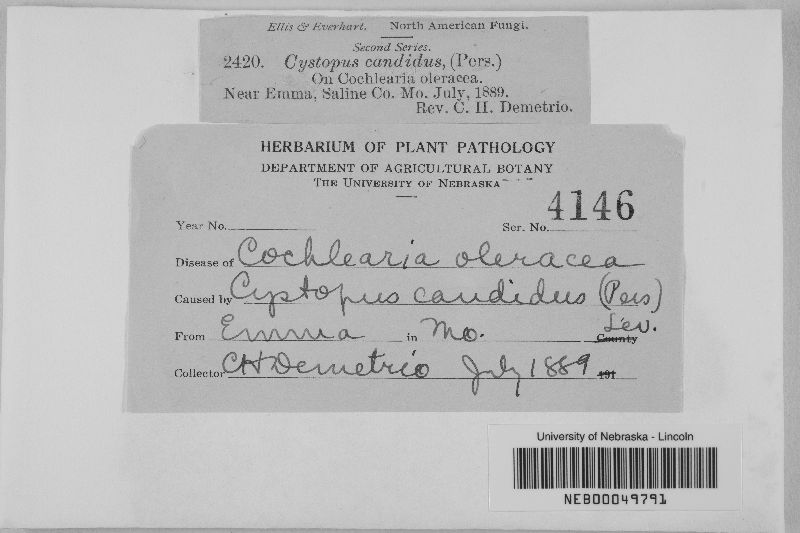 Ellis & Everhart. North American Fungi.
Second Series.
2420. Cystopus candidus, (Pers.)
On Cochlearia oleracea.
Near Emma, Saline Co. Mo. July, 1889.
Rev. C. H. Demetrio.
HERBARIUM OF PLANT PATHOLOGY
DEPARTMENT OF AGRICULTURAL BOTANY
THE UNIVERSITY OF NEBRASKA
Year No. Ser. No. 4146
Disease of Cochlearia oleracea
Caused by Cystopus candidus (Pers) Lev.
From Emma in Mo. County
Collector CH Demetrio July 1889 191
University of Nebraska - Lincoln
NEB00049791